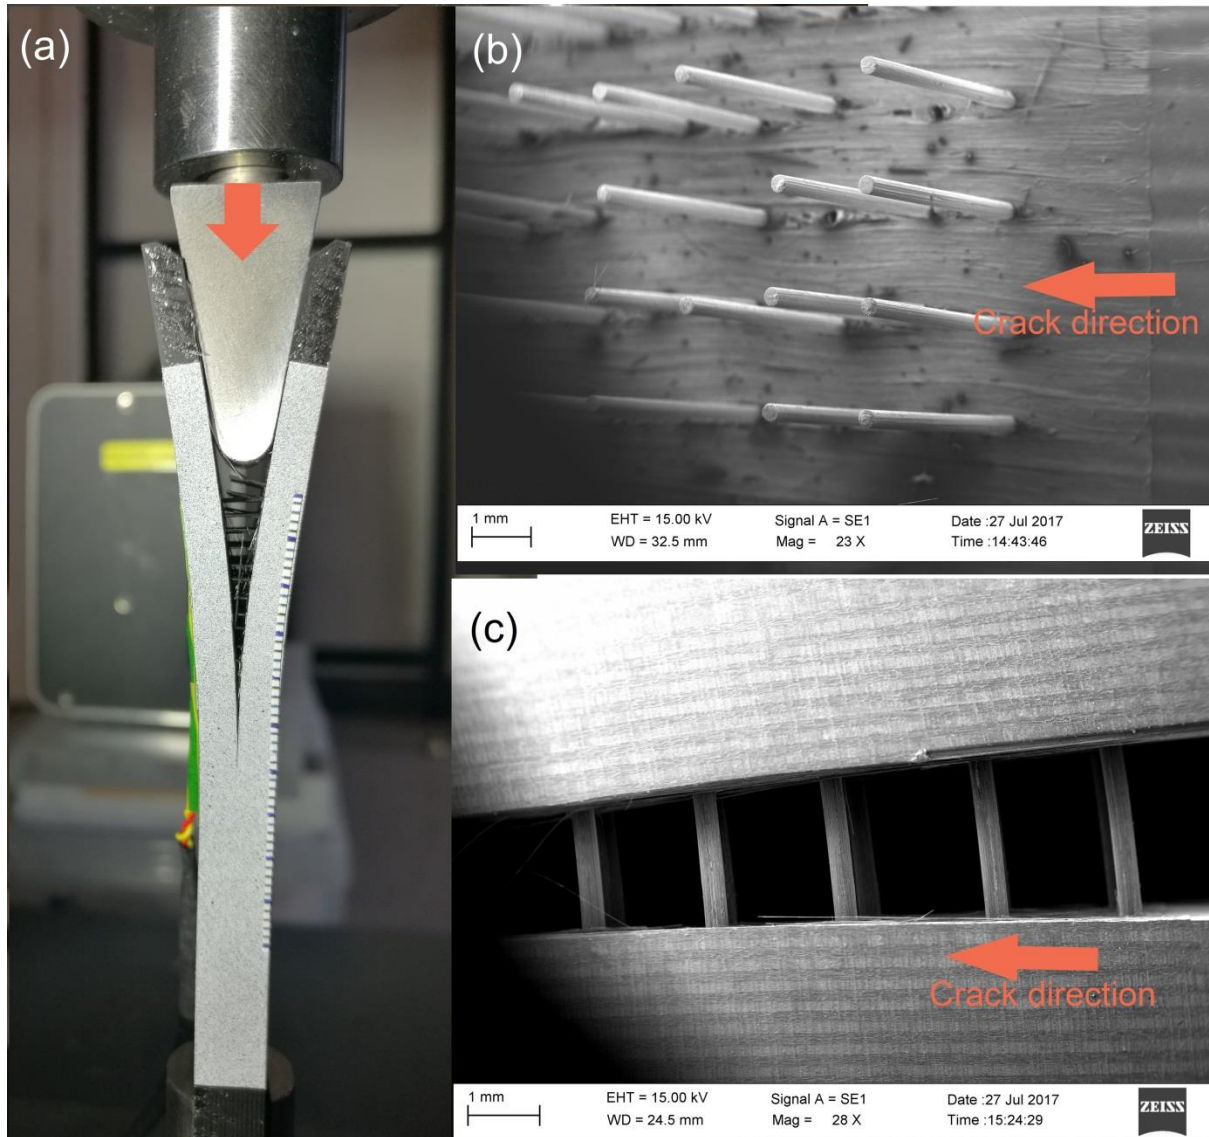 (a)
(b)
Crack direction
1 mm
EHT = 15.00 kV
WD = 32.5 mm
Signal A = SE1
Mag = 23 X
Date :27 Jul 2017
Time :14:43:46
ZEISS
(c)
Crack direction
1 mm
EHT = 15.00 kV
WD = 24.5 mm
Signal A = SE1
Mag = 28 X
Date :27 Jul 2017
Time :15:24:29
ZEISS